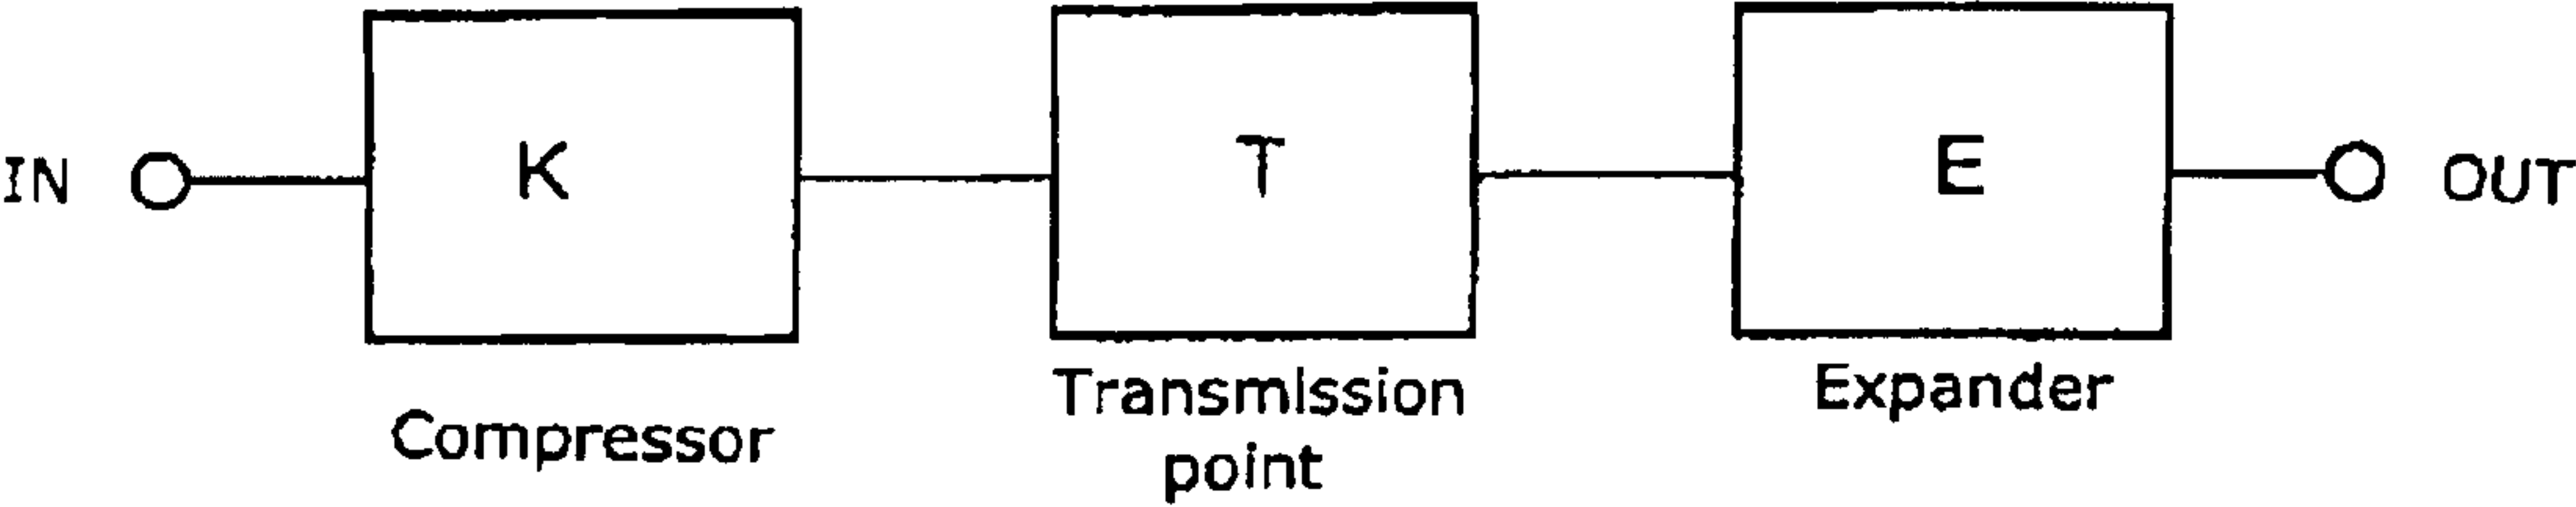 IN
K
T
E
OUT
Compressor
Transmission
point
Expander